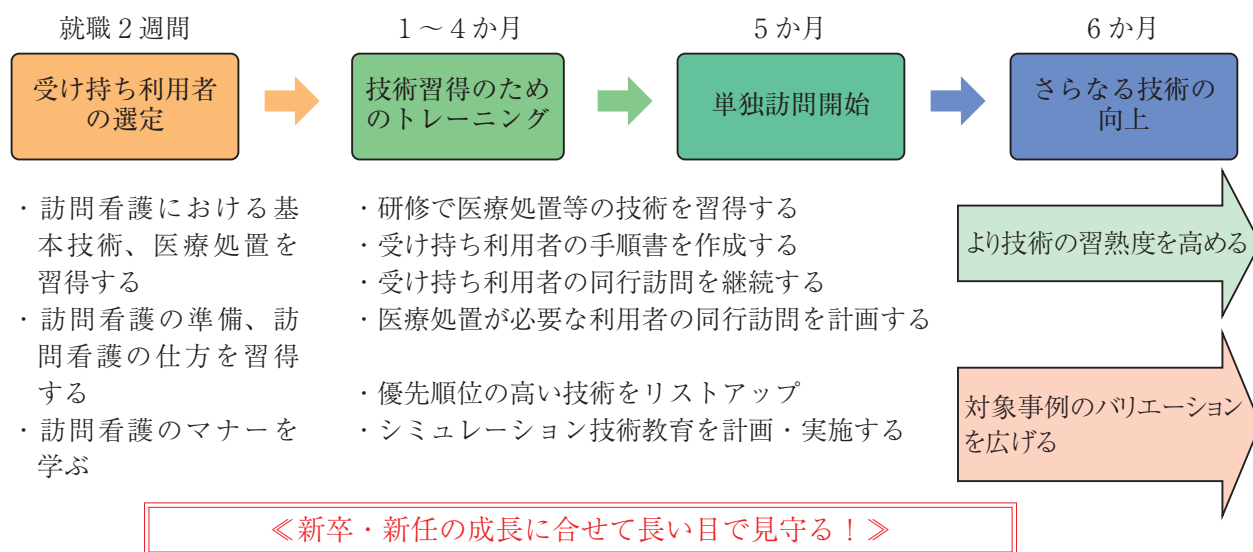 就職2週間
1～4か月
5か月
6か月
受け持ち利用者
の選定
技術習得のため
のトレーニング
単独訪問開始
さらなる技術の
向上
・訪問看護における基
本技術、医療処置を
習得する
・訪問看護の準備、訪
問看護の仕方を習得
する
・訪問看護のマナーを
学ぶ
・研修で医療処置等の技術を習得する
・受け持ち利用者の手順書を作成する
・受け持ち利用者の同行訪問を継続する
・医療処置が必要な利用者の同行訪問を計画する
・優先順位の高い技術をリストアップ
・シミュレーション技術教育を計画・実施する
より技術の習熟度を高める
対象事例のバリエーション
を広げる
≪新卒・新任の成長に合せて長い目で見守る！≫